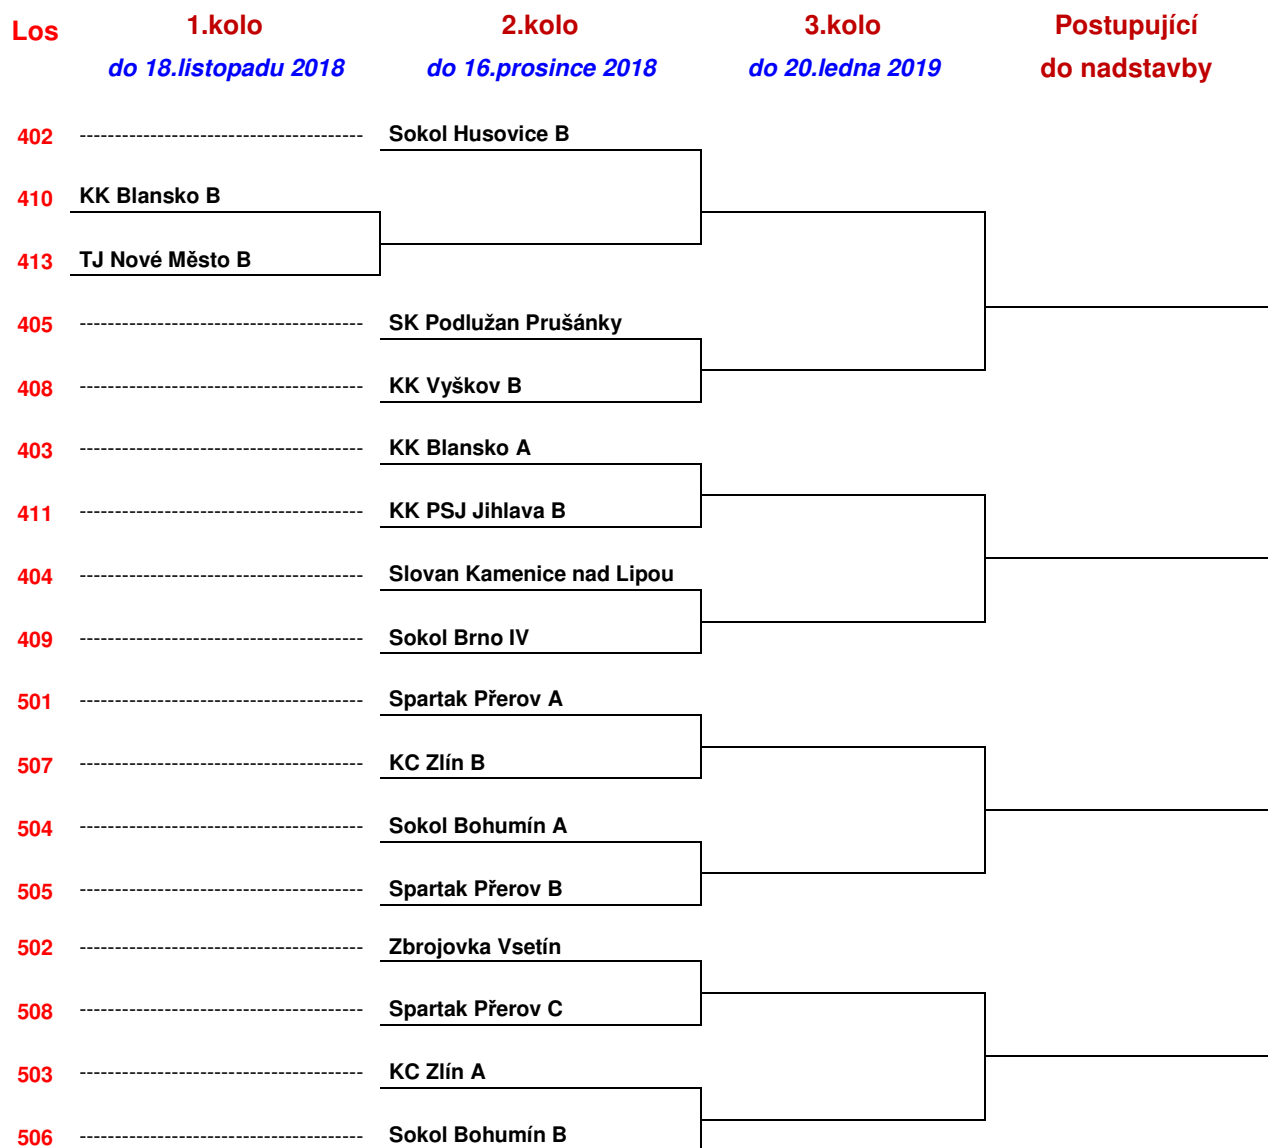 Los 1.kolo 2.kolo 3.kolo Postupující
do 18.listopadu 2018 do 16.prosince 2018 do 20.ledna 2019 do nadstavby
402 ---------------------------------------- Sokol Husovice B
410 KK Blansko B
413 TJ Nové Město B
405 ---------------------------------------- SK Podlužan Prušánky
408 ---------------------------------------- KK Vyškov B
403 ---------------------------------------- KK Blansko A
411 ---------------------------------------- KK PSJ Jihlava B
404 ---------------------------------------- Slovan Kamenice nad Lipou
409 ---------------------------------------- Sokol Brno IV
501 ---------------------------------------- Spartak Přerov A
507 ---------------------------------------- KC Zlín B
504 ---------------------------------------- Sokol Bohumín A
505 ---------------------------------------- Spartak Přerov B
502 ---------------------------------------- Zbrojovka Vsetín
508 ---------------------------------------- Spartak Přerov C
503 ---------------------------------------- KC Zlín A
506 ---------------------------------------- Sokol Bohumín B